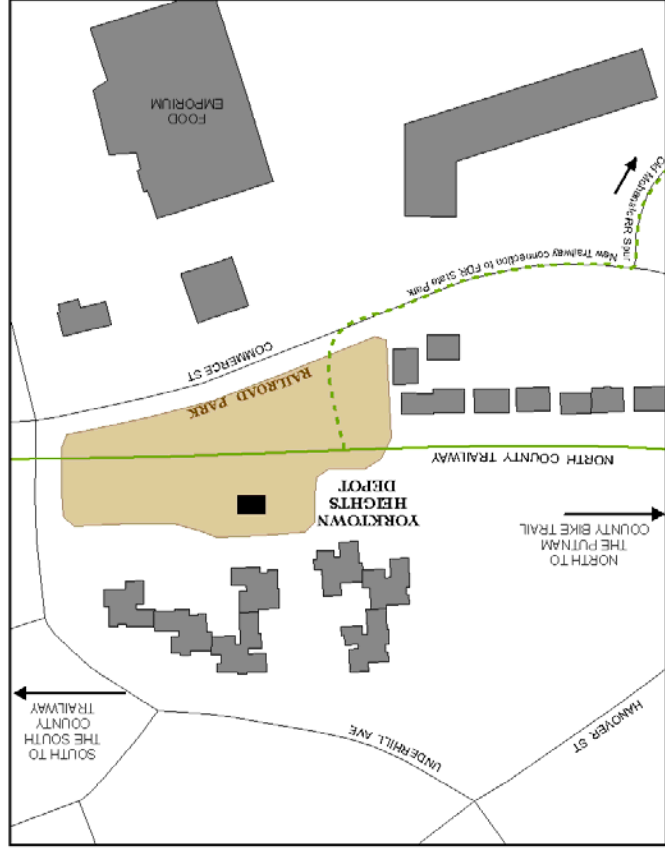 HANOVER ST
SOUTH TO
THE SOUTH
COUNTY
TRAILWAY
UNDERHILL AVE
NORTH TO
THE PUTNAM
COUNTY BIKE TRAIL
YORKTOWN
HEIGHTS
DEPOT
NORTH COUNTY TRAILWAY
RAILROAD PARK
COMMERCE ST
New Trailway connection to FDR State Park
Old Mohansic RR Spur
FOOD
EMPORIUM